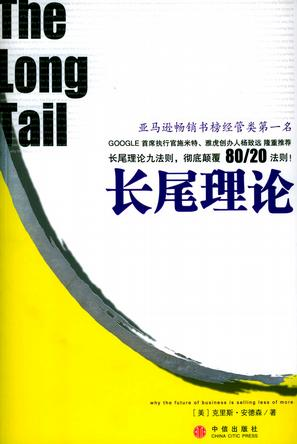 The
Long
Tail
亚马逊畅销书榜经管类第一名
GOOGLE 首席执行官施米特、雅虎创办人杨致远 隆重推荐
长尾理论九法则，彻底颠覆 80/20 法则！
长尾理论
why the future of business is selling less of more
［美］克里斯·安德森／著
中信出版社
CHINA CITIC PRESS